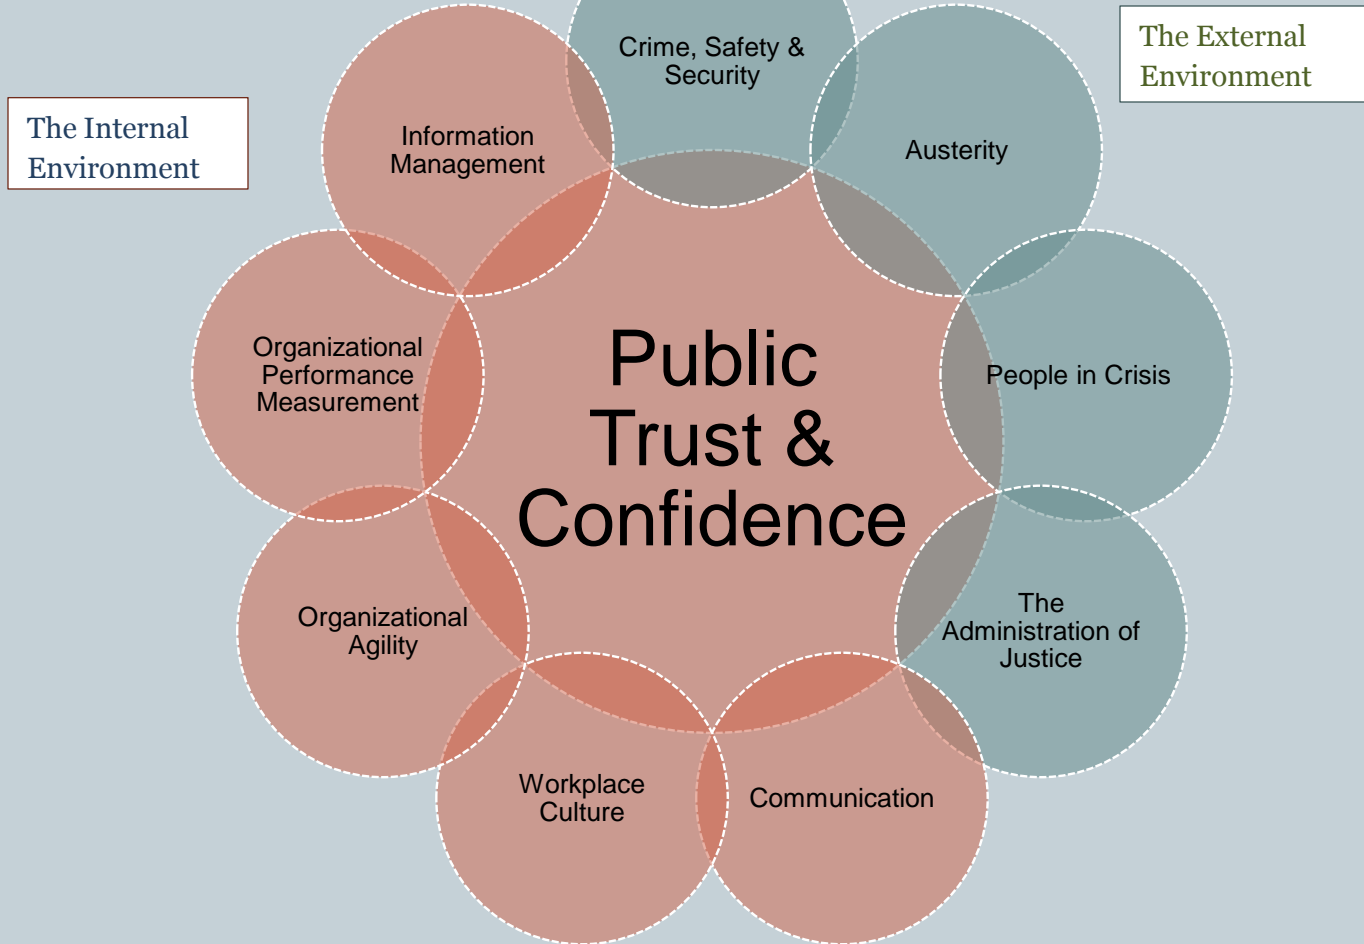 Crime, Safety &
Security
The External
Environment
The Internal
Environment
Information
Management
Austerity
Organizational
Performance
Measurement
People in Crisis
Public
Trust &
Confidence
Organizational
Agility
The
Administration of
Justice
Workplace
Culture
Communication